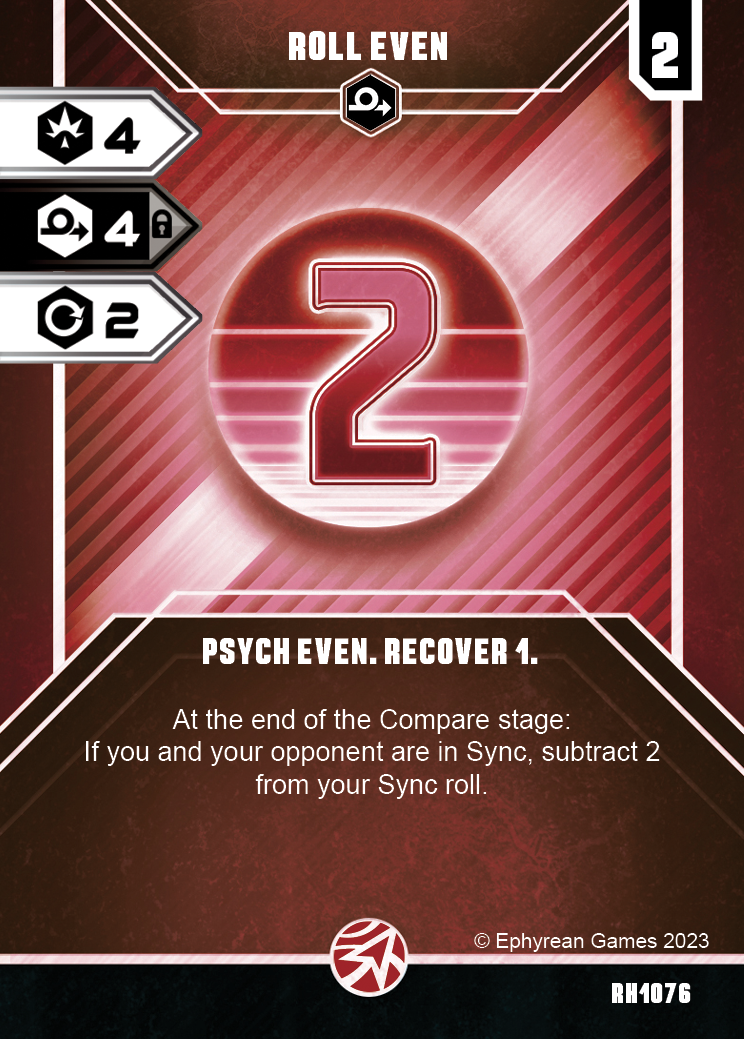 ROLL EVEN
2
4
4
2
2
PSYCH EVEN. RECOVER 1.
At the end of the Compare stage:
If you and your opponent are in Sync, subtract 2
from your Sync roll.
© Ephyrean Games 2023
RH1076